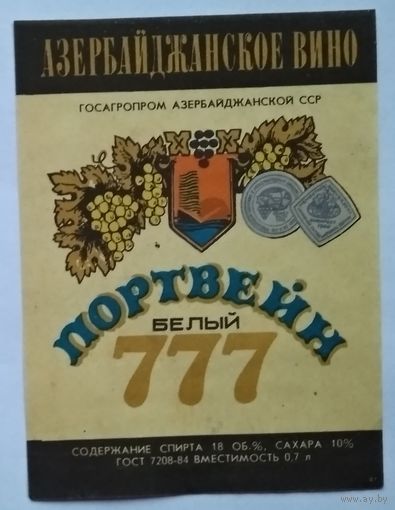 АЗЕРБАЙДЖАНСКОЕ ВИНО
ГОСАГРОПРОМ АЗЕРБАЙДЖАНСКОЙ ССР
ПОРТВЕЙН
БЕЛЫЙ
777
СОДЕРЖАНИЕ СПИРТА 18 ОБ.%, САХАРА 10%
ГОСТ 7208-84 ВМЕСТИМОСТЬ 0,7 л
www.ay.by